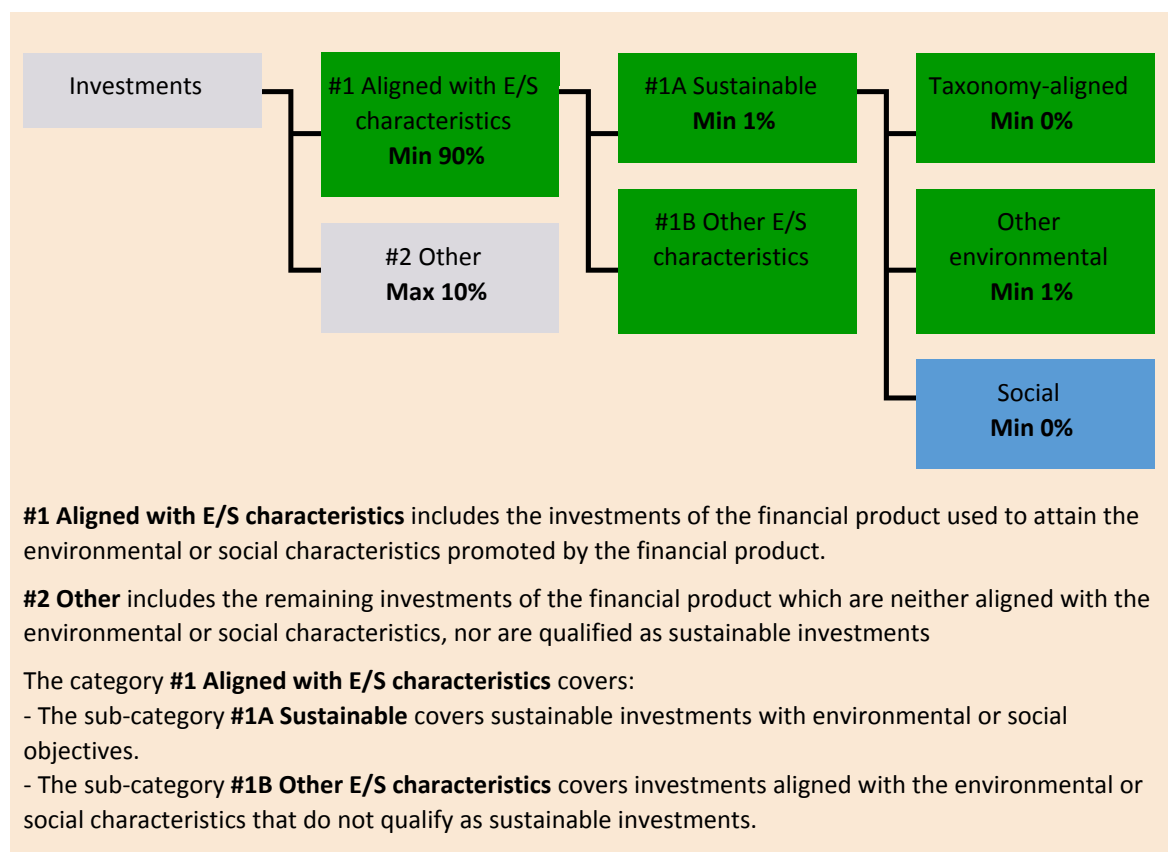 Investments
#1 Aligned with E/S
characteristics
Min 90%
#2 Other
Max 10%
#1A Sustainable
Min 1%
#1B Other E/S
characteristics
Taxonomy-aligned
Min 0%
Other
environmental
Min 1%
Social
Min 0%
#1 Aligned with E/S characteristics includes the investments of the financial product used to attain the
environmental or social characteristics promoted by the financial product.
#2 Other includes the remaining investments of the financial product which are neither aligned with the
environmental or social characteristics, nor are qualified as sustainable investments
The category #1 Aligned with E/S characteristics covers:
- The sub-category #1A Sustainable covers sustainable investments with environmental or social
objectives.
- The sub-category #1B Other E/S characteristics covers investments aligned with the environmental or
social characteristics that do not qualify as sustainable investments.